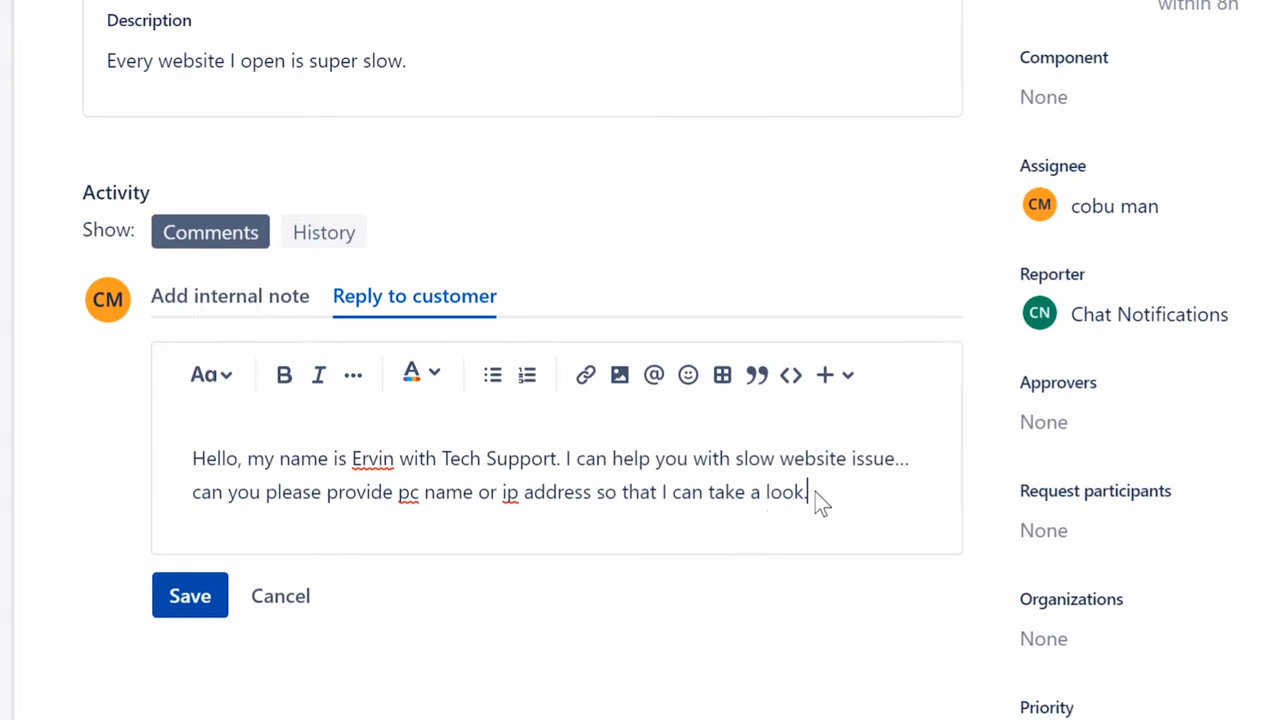 within 8h
Description
Every website I open is super slow.
Component
None
Assignee
CM cobu man
Activity
Show: Comments History
Reporter
CN Chat Notifications
CM Add internal note Reply to customer
Aa B I A @
Approvers
None
Hello, my name is Ervin with Tech Support. I can help you with slow website issue...
can you please provide pc name or ip address so that I can take a look.
Request participants
None
Save Cancel
Organizations
None
Priority